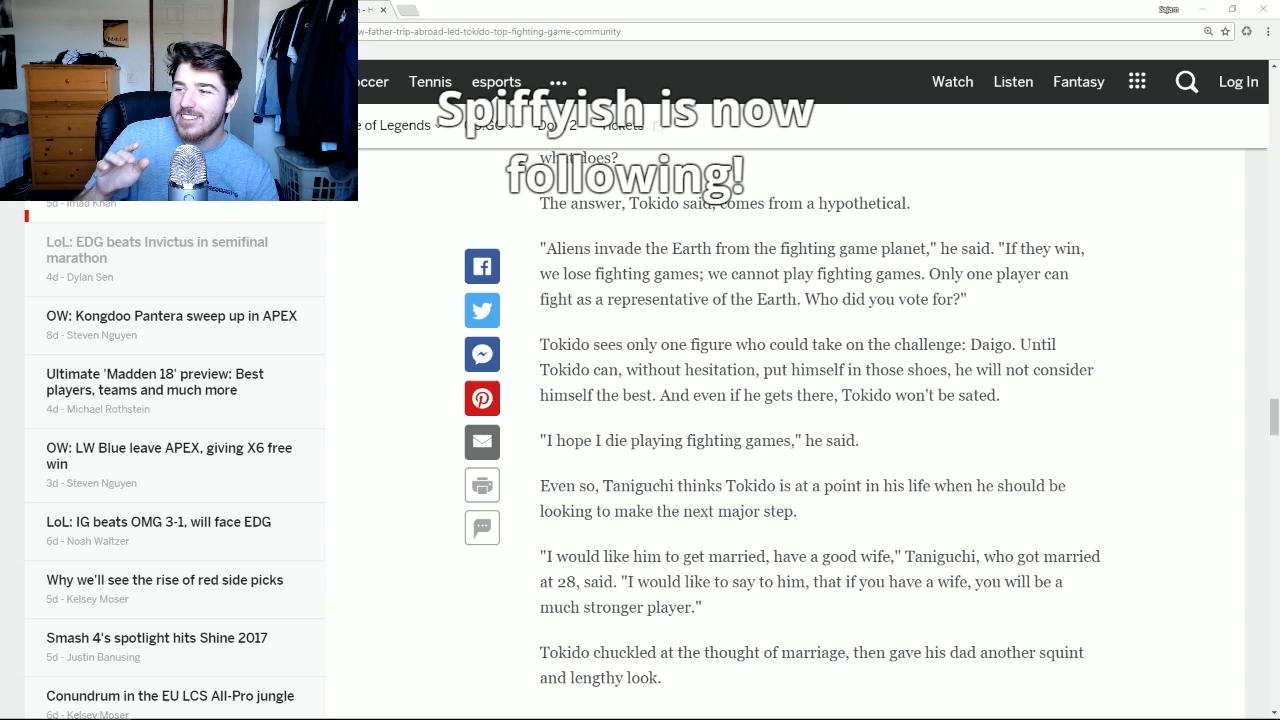 - H
Sajam
w-father-trip-abroad-led-tokido-top-fighting-game-community
occer Tennis esports ••• Watch Listen Fantasy Log In
e of Legends Tickets
Spiffyish is now
following!
what does?
The answer, Tokido said, comes from a hypothetical.
"Aliens invade the Earth from the fighting game planet," he said. "If they win,
we lose fighting games; we cannot play fighting games. Only one player can
fight as a representative of the Earth. Who did you vote for?"
Tokido sees only one figure who could take on the challenge: Daigo. Until
Tokido can, without hesitation, put himself in those shoes, he will not consider
himself the best. And even if he gets there, Tokido won't be sated.
"I hope I die playing fighting games," he said.
Even so, Taniguchi thinks Tokido is at a point in his life when he should be
looking to make the next major step.
"I would like him to get married, have a good wife," Taniguchi, who got married
at 28, said. "I would like to say to him, that if you have a wife, you will be a
much stronger player."
Tokido chuckled at the thought of marriage, then gave his dad another squint
and lengthy look.
5d - Imad Khan
LoL: EDG beats Invictus in semifinal
marathon
4d - Dylan Sen
OW: Kongdoo Pantera sweep up in APEX
8d - Steven Nguyen
Ultimate 'Madden 18' preview: Best
players, teams and much more
4d - Michael Rothstein
OW: LW Blue leave APEX, giving X6 free
win
3d - Steven Nguyen
LoL: IG beats OMG 3-1, will face EDG
6d - Noah Waltzer
Why we'll see the rise of red side picks
5d - Kelsey Moser
Smash 4's spotlight hits Shine 2017
5d - Justin Banusing
Conundrum in the EU LCS All-Pro jungle
6d - Kelsey Moser